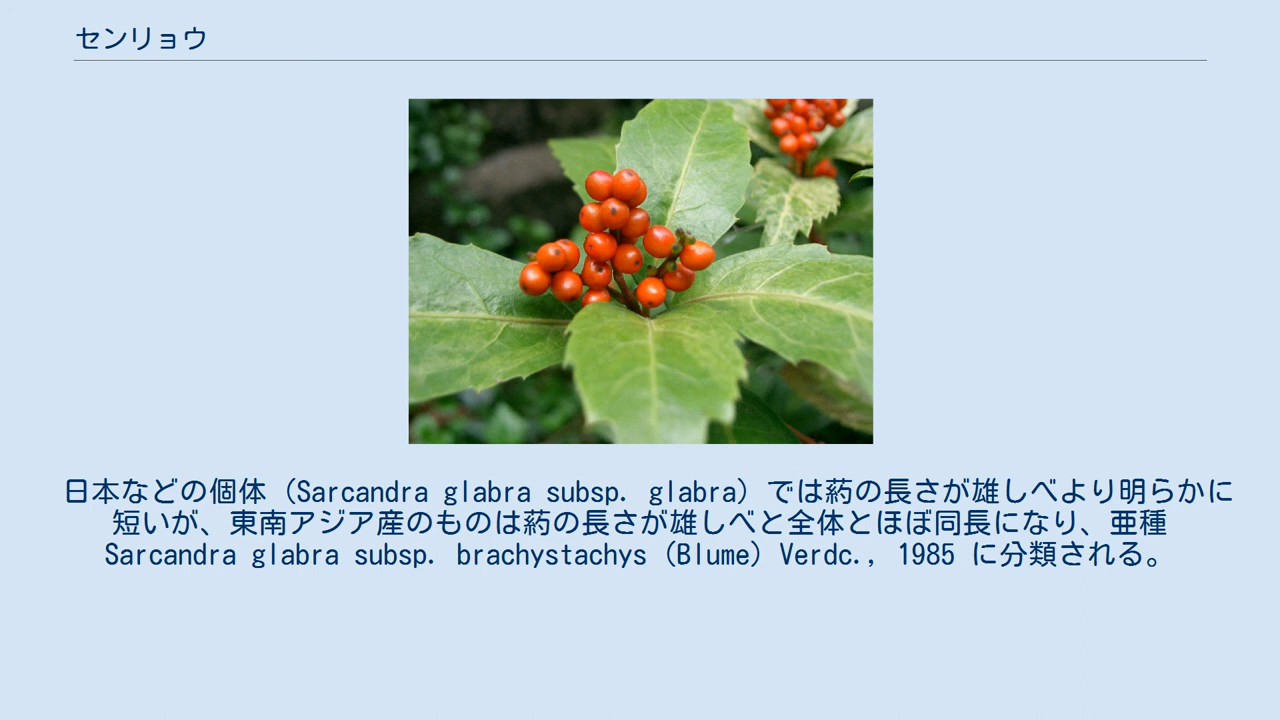 センリョウ
日本などの個体（Sarcandra glabra subsp. glabra）では葯の長さが雄しべより明らかに
短いが、東南アジア産のものは葯の長さが雄しべと全体とほぼ同長になり、亜種
Sarcandra glabra subsp. brachystachys（Blume）Verdc., 1985 に分類される。